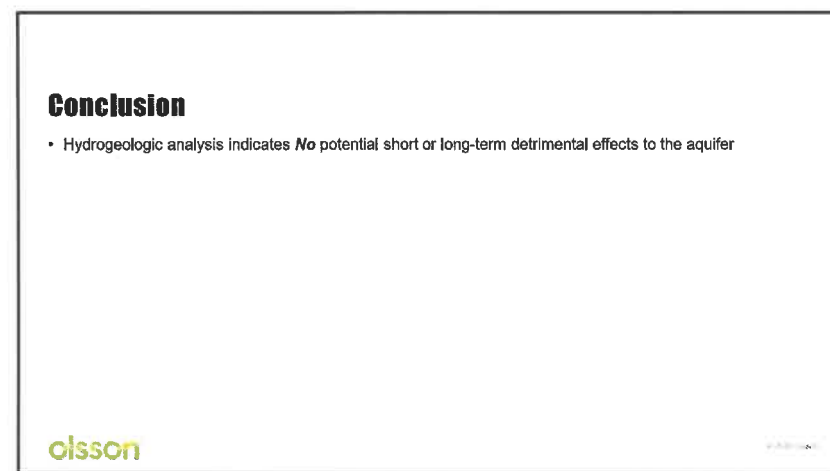 Conclusion
• Hydrogeologic analysis indicates No potential short or long-term detrimental effects to the aquifer
olsson